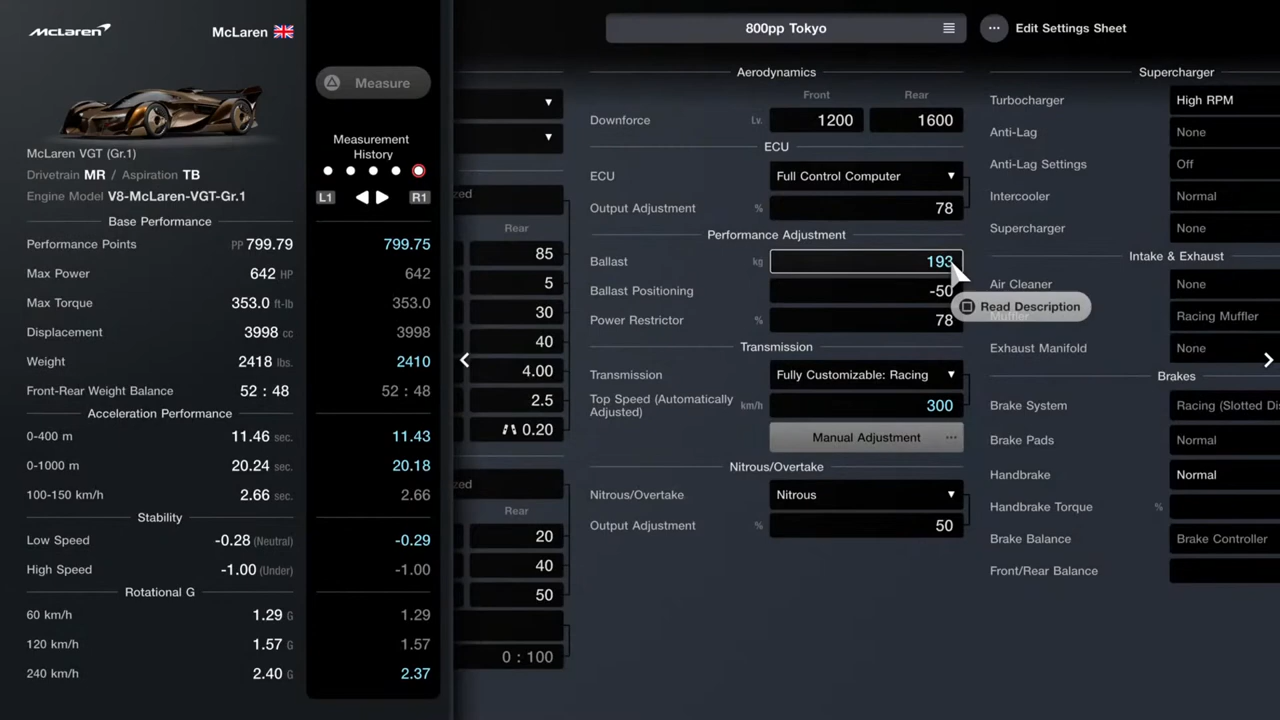 McLaren
McLaren
McLaren VGT (Gr.1)
Drivetrain MR / Aspiration TB
Engine Model V8-McLaren-VGT-Gr.1
Base Performance
Performance Points PP 799.79
Max Power 642 HP
Max Torque 353.0 ft-lb
Displacement 3998 cc
Weight 2418 lbs.
Front-Rear Weight Balance 52 : 48
Acceleration Performance
0-400 m 11.46 sec.
0-1000 m 20.24 sec.
100-150 km/h 2.66 sec.
Stability
Low Speed -0.28 (Neutral)
High Speed -1.00 (Under)
Rotational G
60 km/h 1.29 G
120 km/h 1.57 G
240 km/h 2.40 G
Measure
Measurement
History
L1 R1
799.75
642
353.0
3998
2410
52 : 48
11.43
20.18
2.66
-0.29
-1.00
1.29
1.57
2.37
zed
Rear
85
5
30
40
4.00
2.5
0.20
zed
Rear
20
40
50
0 : 100
800pp Tokyo
Edit Settings Sheet
Aerodynamics
Front Rear
Downforce Lv. 1200 1600
ECU
ECU Full Control Computer
Output Adjustment % 78
Performance Adjustment
Ballast kg 193
Ballast Positioning -50
Power Restrictor % 78
Read Description
Transmission
Transmission Fully Customizable: Racing
Top Speed (Automatically
Adjusted) km/h 300
Manual Adjustment
Nitrous/Overtake
Nitrous/Overtake Nitrous
Output Adjustment % 50
Supercharger
Turbocharger High RPM
Anti-Lag None
Anti-Lag Settings Off
Intercooler Normal
Supercharger None
Intake & Exhaust
Air Cleaner None
Muffler Racing Muffler
Exhaust Manifold None
Brakes
Brake System Racing (Slotted Di
Brake Pads Normal
Handbrake Normal
Handbrake Torque %
Brake Balance Brake Controller
Front/Rear Balance